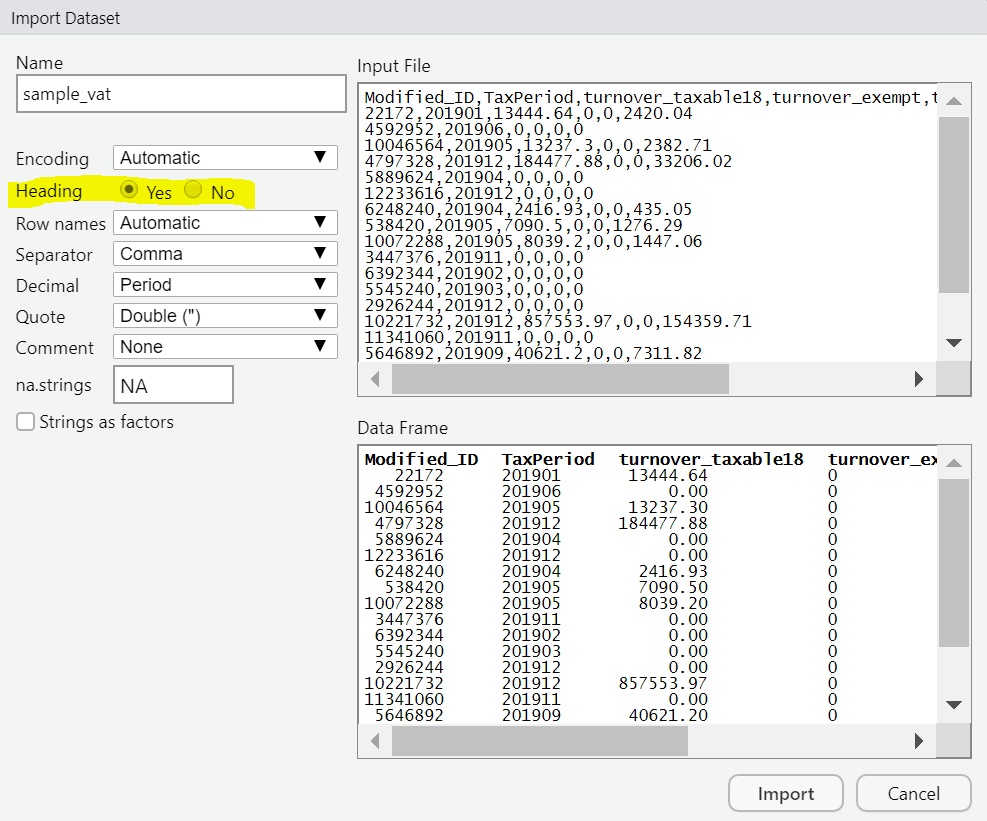 Import Dataset
Name
sample_vat
Encoding Automatic
Heading Yes No
Row names Automatic
Separator Comma
Decimal Period
Quote Double (")
Comment None
na.strings NA
Strings as factors
Input File
Modified_ID,TaxPeriod,turnover_taxable18,turnover_exempt,t
22172,201901,13444.64,0,0,2420.04
4592952,201906,0,0,0,0
10046564,201905,13237.3,0,0,2382.71
4797328,201912,184477.88,0,0,33206.02
5889624,201904,0,0,0,0
12233616,201912,0,0,0,0
6248240,201904,2416.93,0,0,435.05
538420,201905,7090.5,0,0,1276.29
10072288,201905,8039.2,0,0,1447.06
3447376,201911,0,0,0,0
6392344,201902,0,0,0,0
5545240,201903,0,0,0,0
2926244,201912,0,0,0,0
10221732,201912,857553.97,0,0,154359.71
11341060,201911,0,0,0,0
5646892,201909,40621.2,0,0,7311.82
Data Frame
Modified_ID TaxPeriod turnover_taxable18 turnover_ex
22172 201901 13444.64 0
4592952 201906 0.00 0
10046564 201905 13237.30 0
4797328 201912 184477.88 0
5889624 201904 0.00 0
12233616 201912 0.00 0
6248240 201904 2416.93 0
538420 201905 7090.50 0
10072288 201905 8039.20 0
3447376 201911 0.00 0
6392344 201902 0.00 0
5545240 201903 0.00 0
2926244 201912 0.00 0
10221732 201912 857553.97 0
11341060 201911 0.00 0
5646892 201909 40621.20 0
Import Cancel